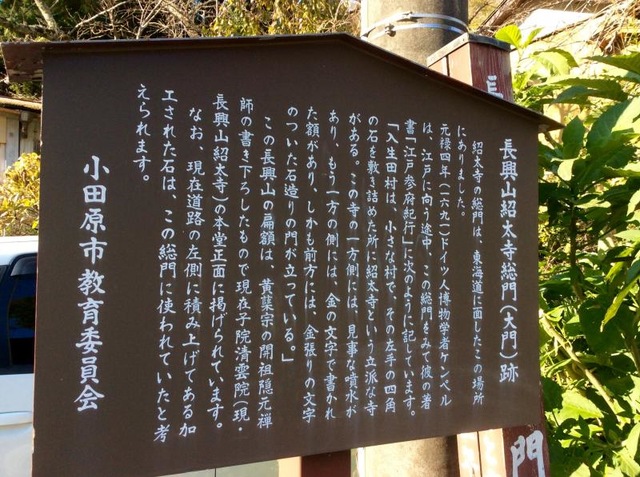 長興山紹太寺総門(大門)跡
紹太寺の総門は、東海道に面したこの場所
にありました。
元禄四年(一六九一)ドイツ人博物学者ケンペル
は、江戸に向う途中、この総門をみて彼の著
書「江戸参府紀行」に次のように記しています。
「入生田村は、小さな村で、その左手の四角
の石を敷き詰めた所に紹太寺という立派な寺
がある。この寺の一方側には、見事な噴水が
あり、もう一方の側には、金の文字で書かれ
た額があり、しかも前方には、金張りの文字
のついた石造りの門が立っている。」
この長興山の扁額は、黄檗宗の開祖隠元禅
師の書き下ろしたもので現在子院清雲院(現・
長興山紹太寺)の本堂正面に掲げられています。
なお、現在道路の左側に積み上げてある加
工された石は、この総門に使われていたと考
えられます。
小田原市教育委員会
長
門